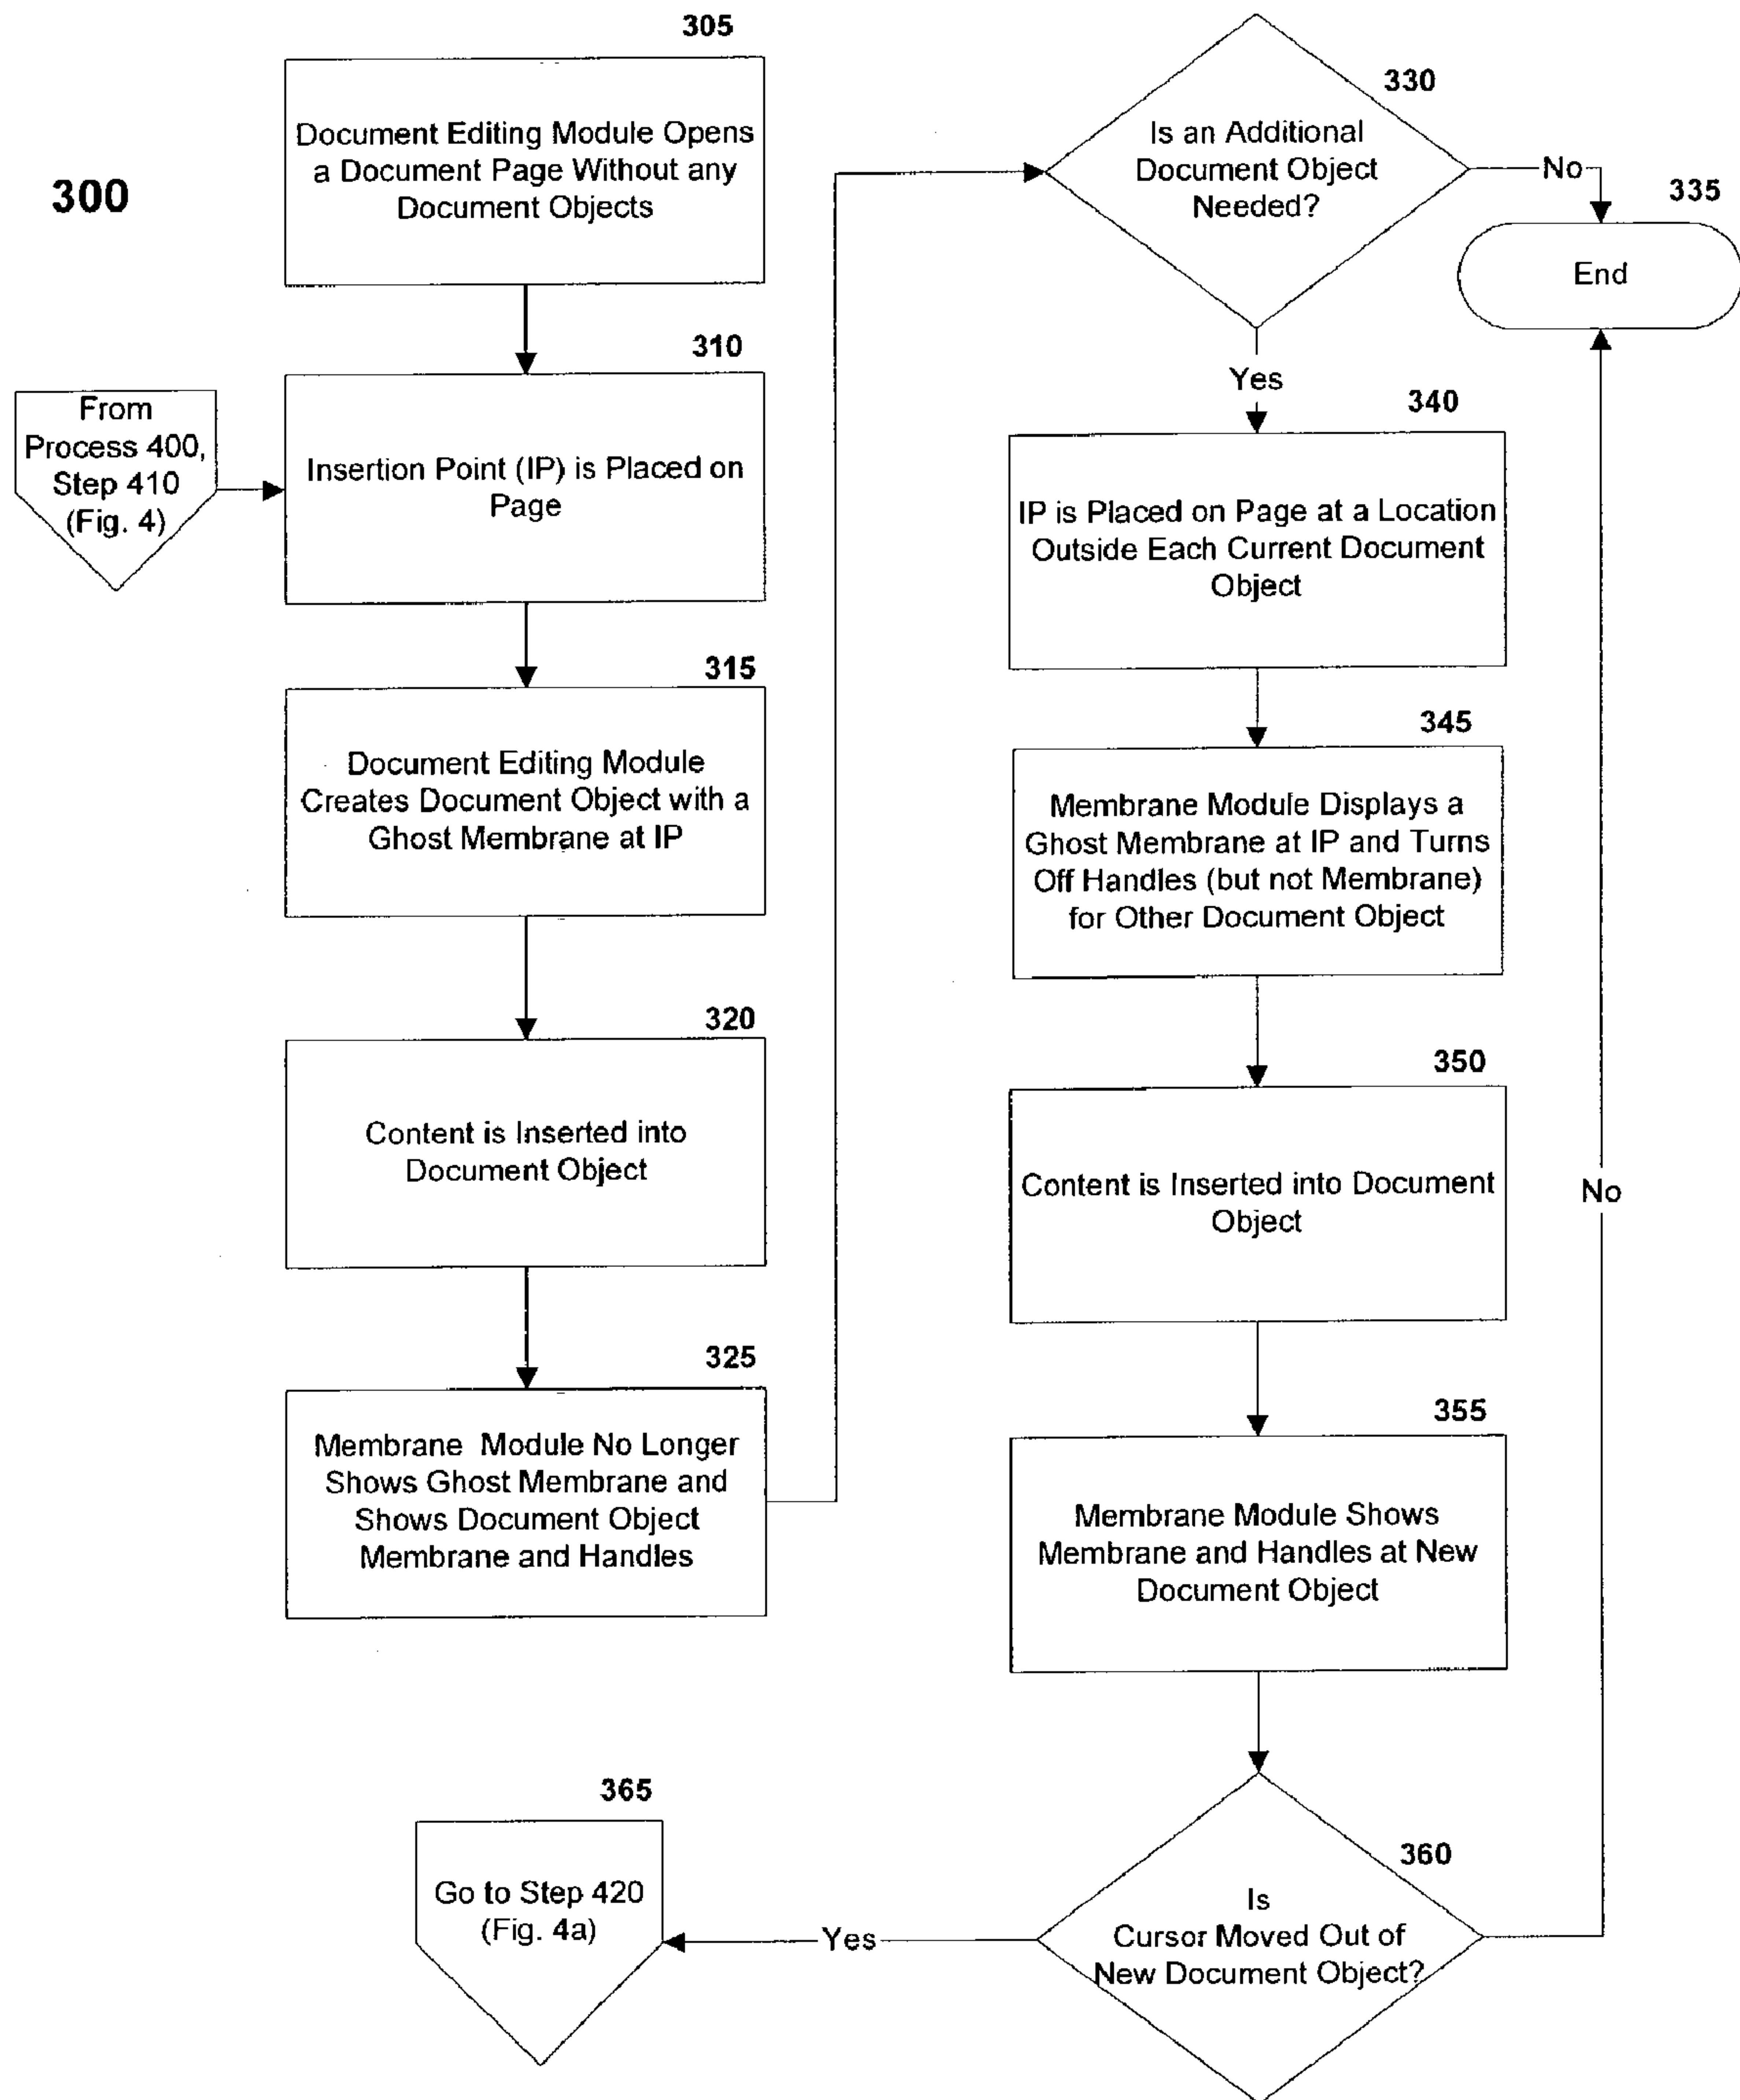 300
305
Document Editing Module Opens
a Document Page Without any
Document Objects
310
From
Process 400,
Step 410
(Fig. 4)
Insertion Point (IP) is Placed on
Page
315
Document Editing Module
Creates Document Object with a
Ghost Membrane at IP
320
Content is Inserted into
Document Object
325
Membrane Module No Longer
Shows Ghost Membrane and
Shows Document Object
Membrane and Handles
330
Is an Additional
Document Object
Needed?
No
335
End
Yes
340
IP is Placed on Page at a Location
Outside Each Current Document
Object
345
Membrane Module Displays a
Ghost Membrane at IP and Turns
Off Handles (but not Membrane)
for Other Document Object
350
Content is Inserted into Document
Object
No
355
Membrane Module Shows
Membrane and Handles at New
Document Object
360
Is
Cursor Moved Out of
New Document Object?
Yes
365
Go to Step 420
(Fig. 4a)